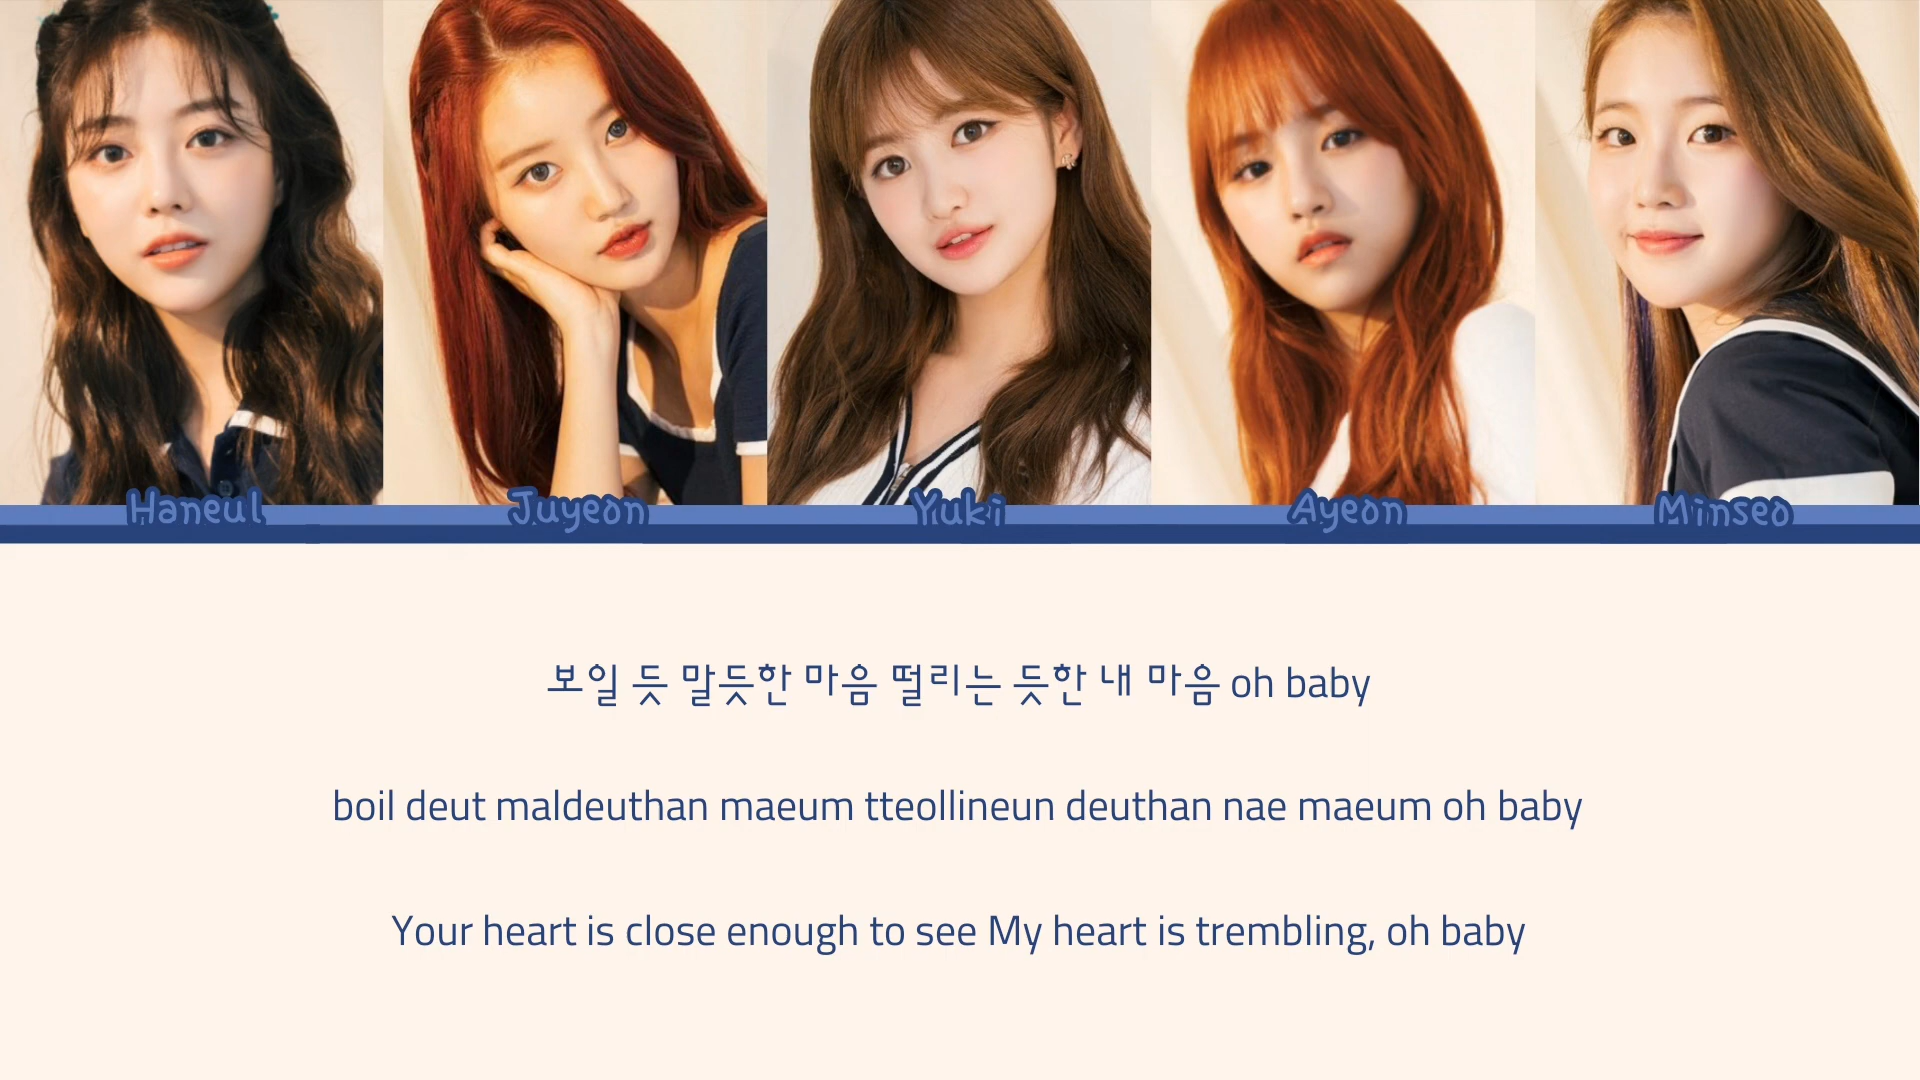 Haneul Juyeon Yuki Ayeon Minseo
보일 듯 말듯한 마음 떨리는 듯한 내 마음 oh baby
boil deut maldeuthan maeum tteollineun deuthan nae maeum oh baby
Your heart is close enough to see My heart is trembling, oh baby